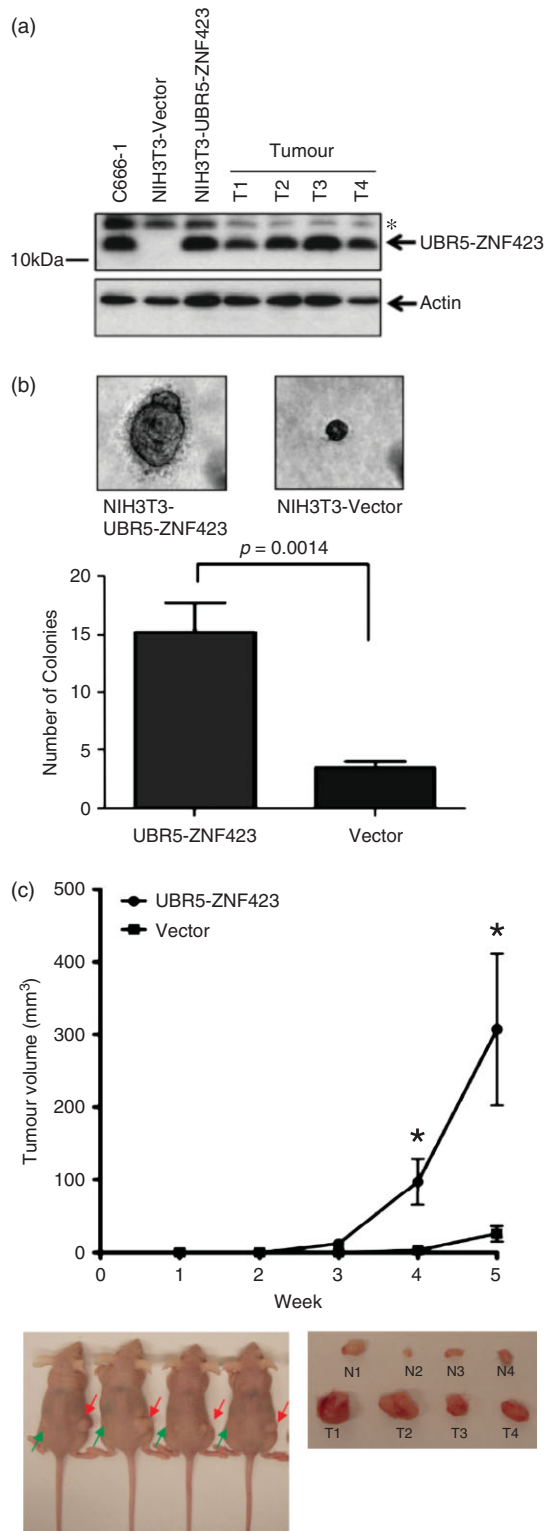 (a)
C666-1
NIH3T3-Vector
NIH3T3-UBR5-ZNF423
Tumour
T1
T2
T3
T4
*
UBR5-ZNF423
10kDa
Actin
(b)
NIH3T3-
UBR5-ZNF423
NIH3T3-Vector
p = 0.0014
20
15
10
5
0
Number of Colonies
UBR5-ZNF423
Vector
(c)
UBR5-ZNF423
Vector
500
400
300
200
100
0
Tumour volume (mm³)
*
*
0 1 2 3 4 5
Week
N1 N2 N3 N4
T1 T2 T3 T4